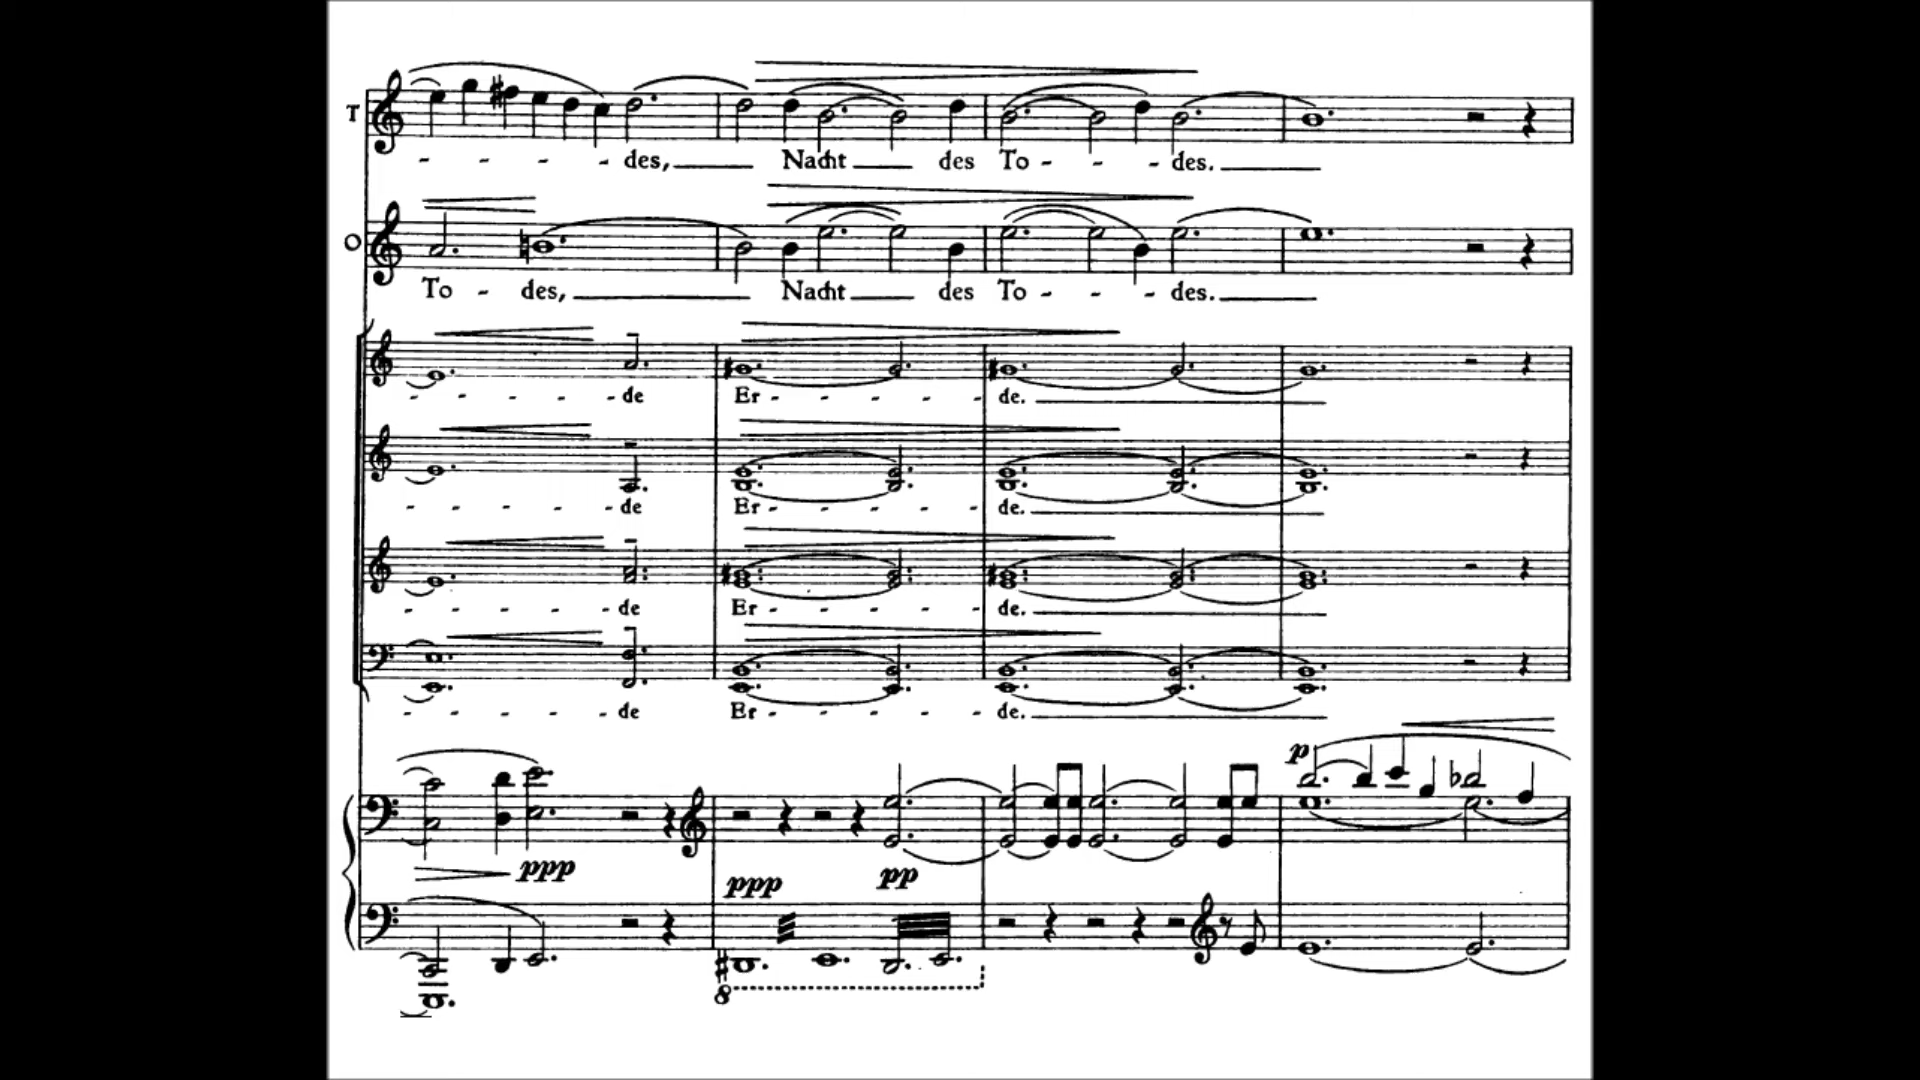 T
- - - - des, Nacht des To - - - des.
O
To - des, Nacht des To - - - des.
- - - - - de Er - - - - - de.
- - - - - de Er - - - - - de.
- - - - - de Er - - - - - de.
- - - - - de Er - - - - - de.
p
ppp
ppp pp
8